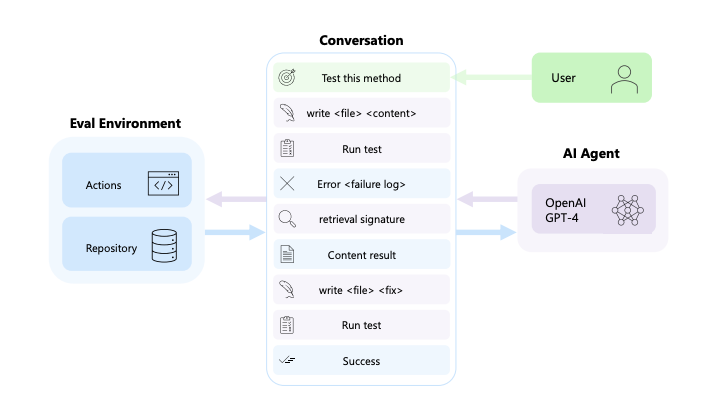 Conversation
Test this method
write <file> <content>
Run test
Error <failure log>
retrieval signature
Content result
write <file> <fix>
Run test
Success
User
Eval Environment
Actions
Repository
AI Agent
OpenAI
GPT-4